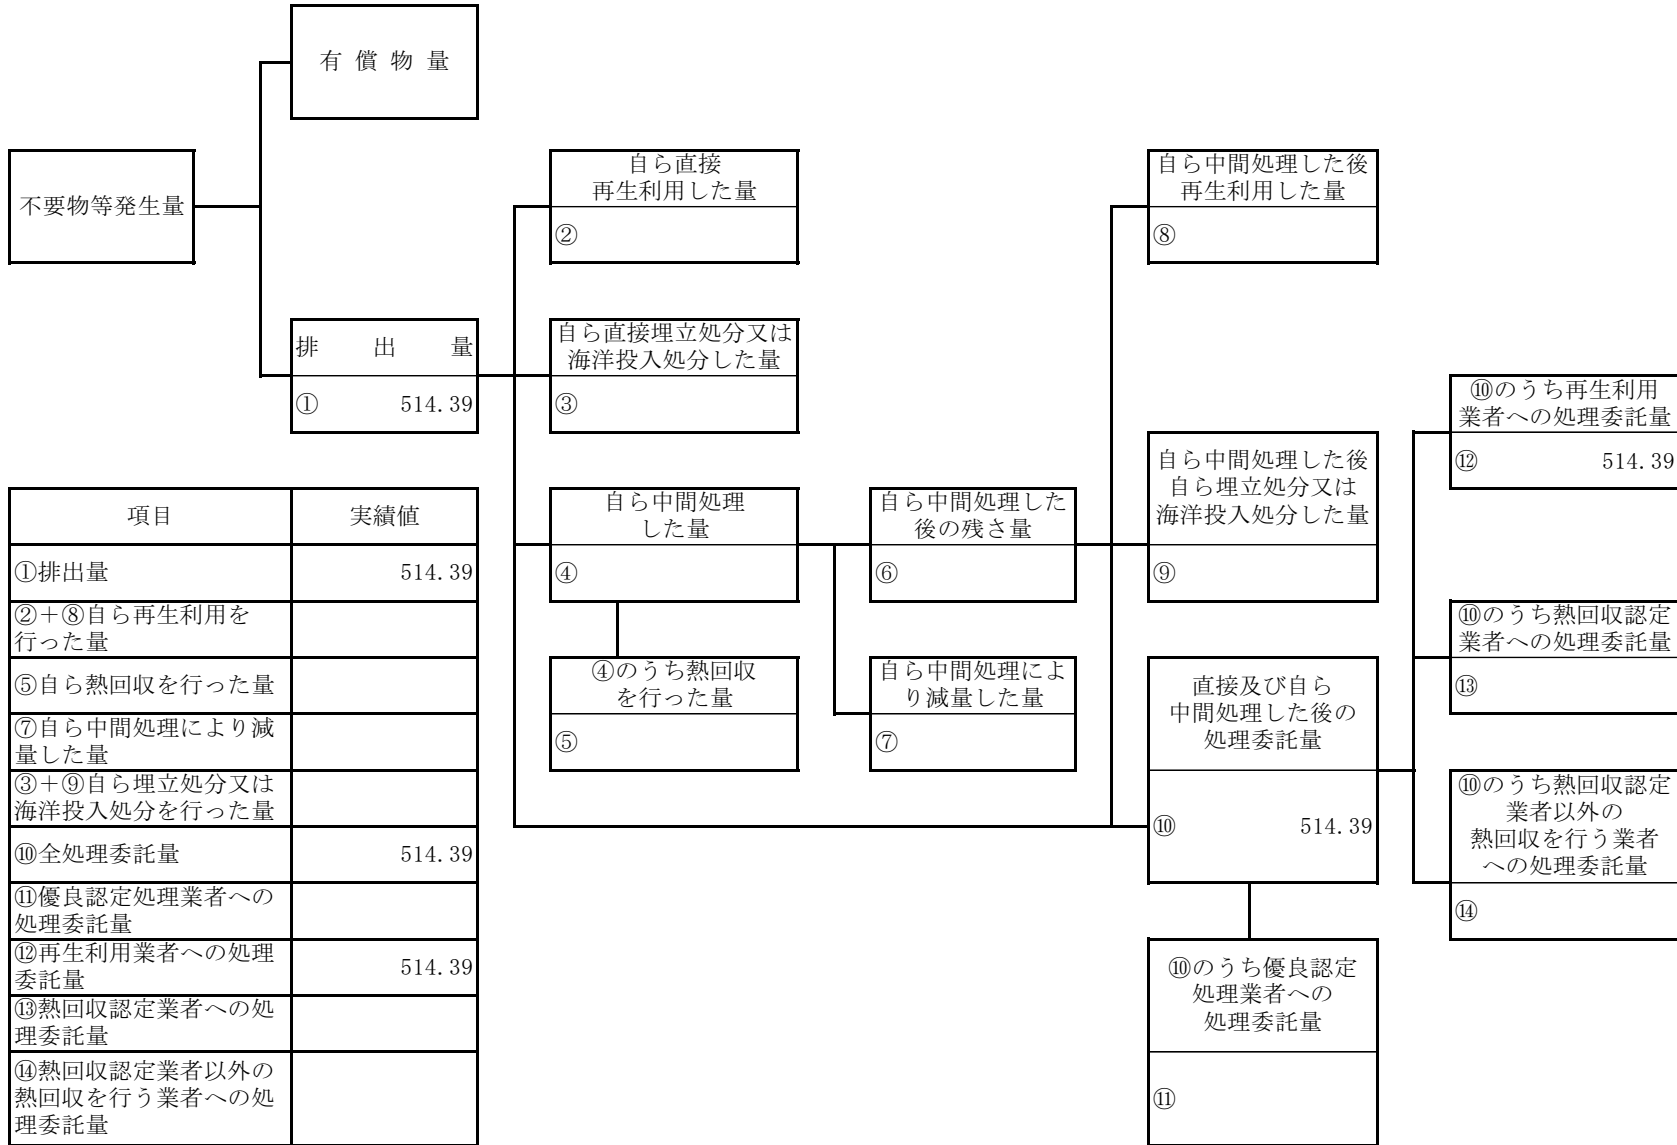 有 償 物 量
不要物等発生量
自ら直接
再生利用した量
②
自ら中間処理した後
再生利用した量
⑧
排 出 量
① 514.39
自ら直接埋立処分又は
海洋投入処分した量
③
⑩のうち再生利用
業者への処理委託量
⑫ 514.39
自ら中間処理した後
自ら埋立処分又は
海洋投入処分した量
⑨
自ら中間処理
した量
④
自ら中間処理した
後の残さ量
⑥
④のうち熱回収
を行った量
⑤
自ら中間処理によ
り減量した量
⑦
直接及び自ら
中間処理した後の
処理委託量
⑩ 514.39
⑩のうち熱回収認定
業者への処理委託量
⑬
⑩のうち熱回収認定
業者以外の
熱回収を行う業者
への処理委託量
⑭
⑩のうち優良認定
処理業者への
処理委託量
⑪
項目 実績値
①排出量 514.39
②+⑧自ら再生利用を
行った量
⑤自ら熱回収を行った量
⑦自ら中間処理により減
量した量
③+⑨自ら埋立処分又は
海洋投入処分を行った量
⑩全処理委託量 514.39
⑪優良認定処理業者への
処理委託量
⑫再生利用業者への処理
委託量 514.39
⑬熱回収認定業者への処
理委託量
⑭熱回収認定業者以外の
熱回収を行う業者への処
理委託量